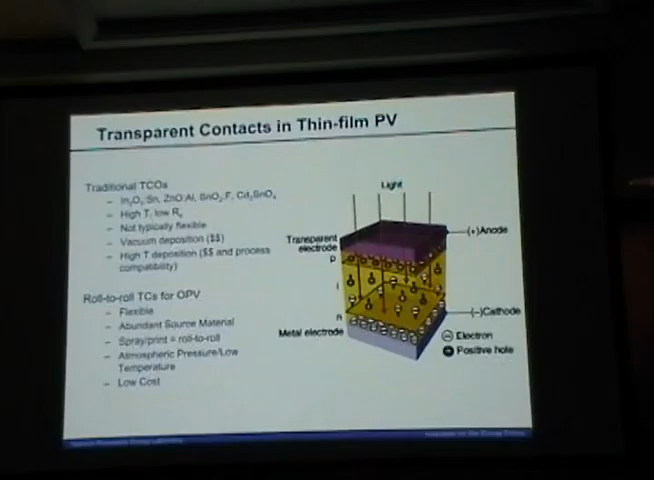 Transparent Contacts in Thin-film PV
Traditional TCOs
– In₂O₃:Sn, ZnO:Al, SnO₂:F, Cd₂SnO₄
– High T, low Rₛ
– Not typically flexible
– Vacuum deposition ($$)
– High T deposition ($$ and process
compatibility)
Roll-to-roll TCs for OPV
– Flexible
– Abundant Source Material
– Spray/print = roll-to-roll
– Atmospheric Pressure/Low
Temperature
– Low Cost
Light
Transparent
electrode
(+)Anode
p
i
n
(–)Cathode
Metal electrode
Electron
Positive hole